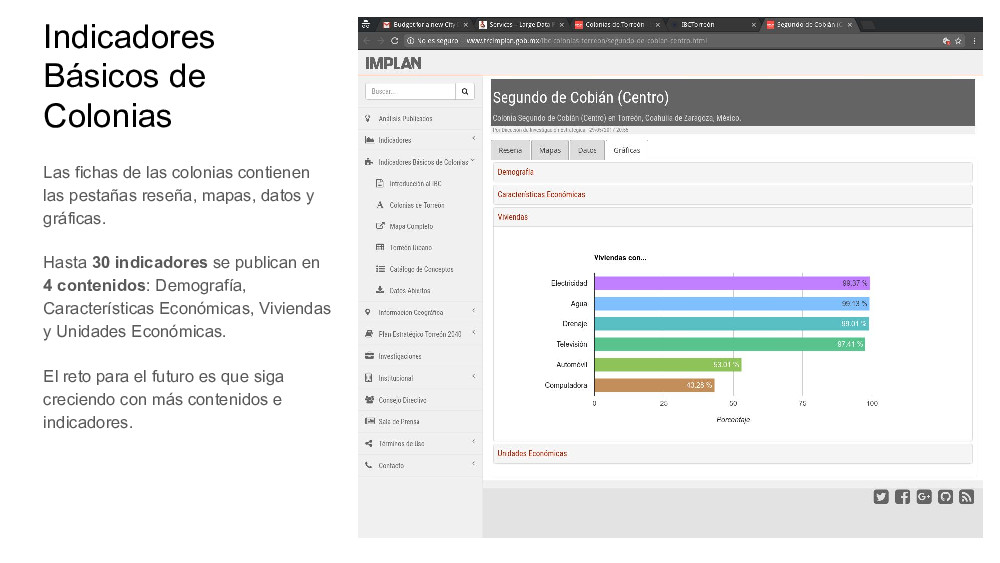 Indicadores
Básicos de
Colonias
Las fichas de las colonias contienen
las pestañas reseña, mapas, datos y
gráficas.
Hasta 30 indicadores se publican en
4 contenidos: Demografía,
Características Económicas, Viviendas
y Unidades Económicas.
El reto para el futuro es que siga
creciendo con más contenidos e
indicadores.
Budget for a new City
Services - Large Data F
Colonias de Torreón
IBCTorreón
Segundo de Cobián (C
No es seguro www.trcimplan.gob.mx/ibc-colonias-torreon/segundo-de-cobian-centro.html
IMPLAN
Buscar...
Análisis Publicados
Indicadores
Indicadores Básicos de Colonias
Introducción al IBC
Colonias de Torreón
Mapa Completo
Torreón Urbano
Catálogo de Conceptos
Datos Abiertos
Información Geográfica
Plan Estratégico Torreón 2040
Investigaciones
Institucional
Consejo Directivo
Sala de Prensa
Términos de Uso
Contacto
Segundo de Cobián (Centro)
Colonia Segundo de Cobián (Centro) en Torreón, Coahuila de Zaragoza, México.
Por Dirección de Investigación Estratégica
Reseña Mapas Datos Gráficas
Demografía
Características Económicas
Viviendas
Viviendas con...
Electricidad 99.37 %
Agua 99.13 %
Drenaje 99.01 %
Televisión 97.41 %
Automóvil 53.01 %
Computadora 43.28 %
0 25 50 75 100
Porcentaje
Unidades Económicas